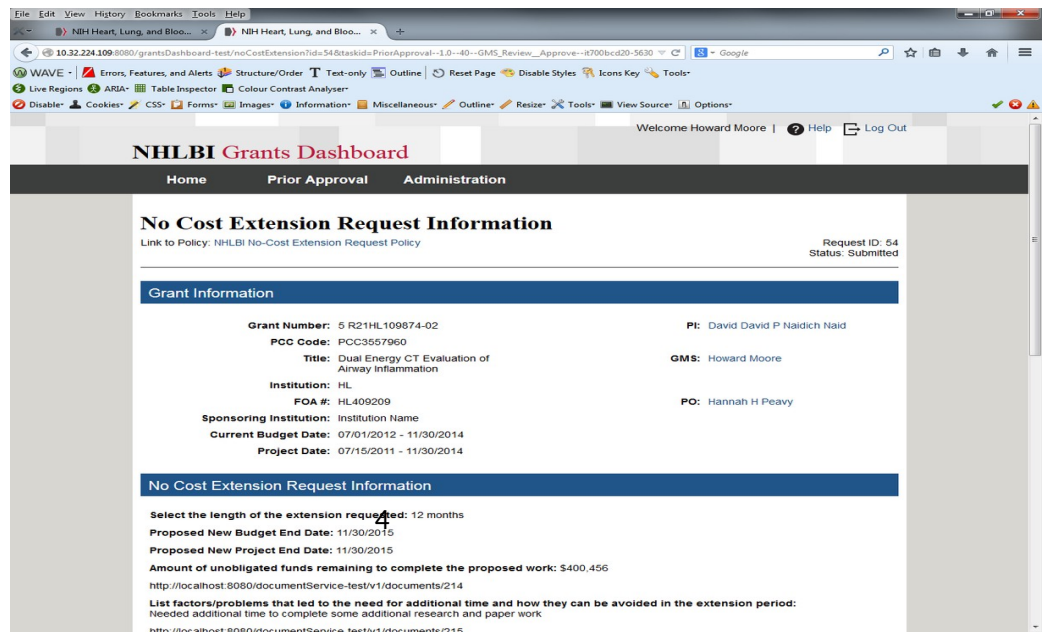 File Edit View History Bookmarks Tools Help
NIH Heart, Lung, and Bloo... × NIH Heart, Lung, and Bloo... × +
10.32.224.109:8080/grantsDashboard-test/noCostExtension?id=54&taskid=PriorApproval--1.0--40--GMS_Review__Approve--it700bcd20-5630 Google
WAVE Errors, Features, and Alerts Structure/Order Text-only Outline Reset Page Disable Styles Icons Key Tools
Live Regions ARIA Table Inspector Colour Contrast Analyser
Disable Cookies CSS Forms Images Information Miscellaneous Outline Resize Tools View Source Options
Welcome Howard Moore | Help Log Out
NHLBI Grants Dashboard
Home Prior Approval Administration
No Cost Extension Request Information
Link to Policy: NHLBI No-Cost Extension Request Policy
Request ID: 54
Status: Submitted
Grant Information
Grant Number: 5 R21HL109874-02 PI: David David P Naidich Naid
PCC Code: PCC3557960
Title: Dual Energy CT Evaluation of GMS: Howard Moore
Airway Inflammation
Institution: HL
FOA #: HL409209 PO: Hannah H Peavy
Sponsoring Institution: Institution Name
Current Budget Date: 07/01/2012 - 11/30/2014
Project Date: 07/15/2011 - 11/30/2014
No Cost Extension Request Information
Select the length of the extension requested: 12 months
4
Proposed New Budget End Date: 11/30/2015
Proposed New Project End Date: 11/30/2015
Amount of unobligated funds remaining to complete the proposed work: $400,456
http://localhost:8080/documentService-test/v1/documents/214
List factors/problems that led to the need for additional time and how they can be avoided in the extension period:
Needed additional time to complete some additional research and paper work
http://localhost:8080/documentService-test/v1/documents/215